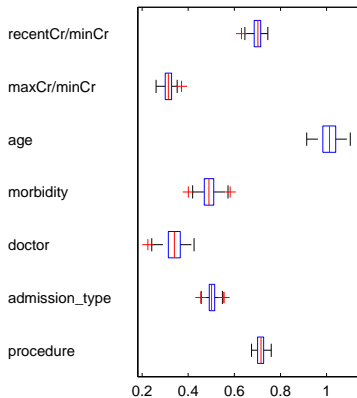 recentCr/minCr
maxCr/minCr
age
morbidity
doctor
admission_type
procedure
0.2 0.4 0.6 0.8 1